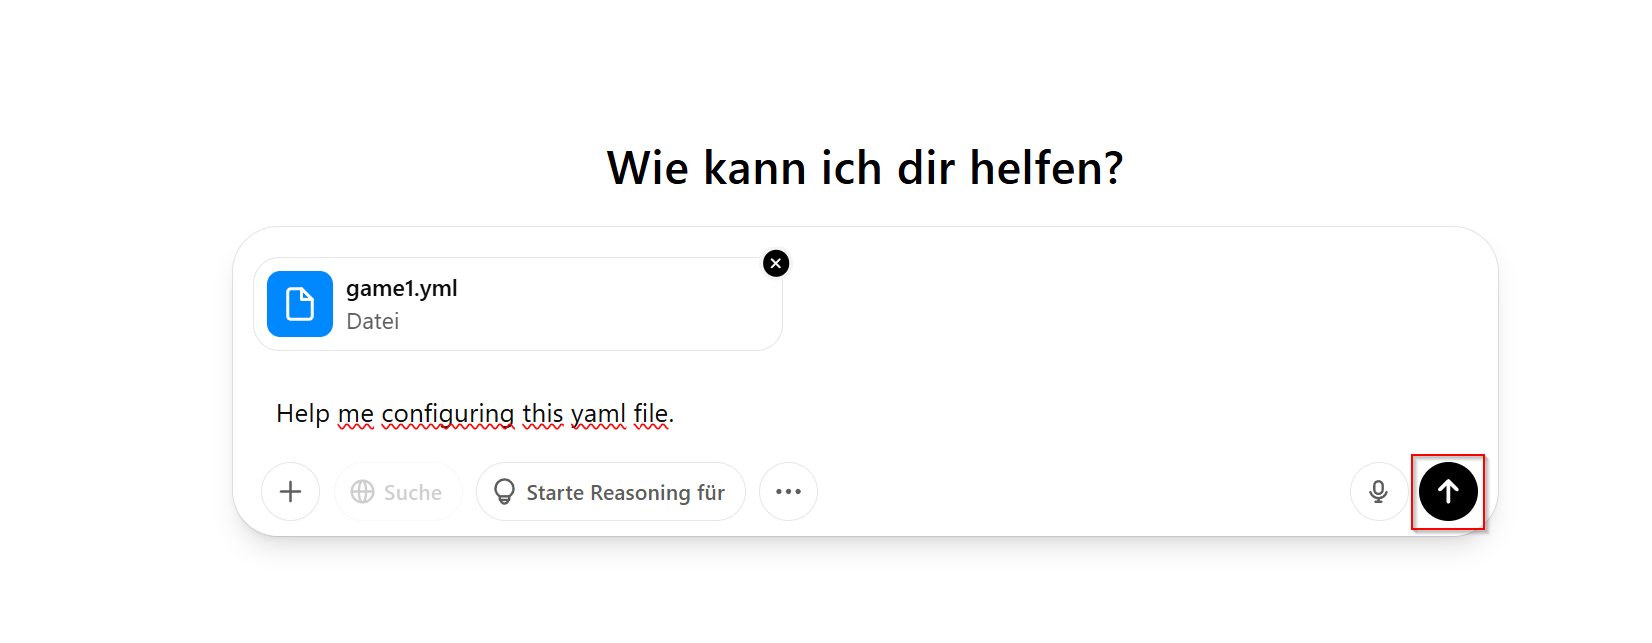 Wie kann ich dir helfen?
game1.yml
Datei
Help me configuring this yaml file.
Suche
Starte Reasoning für